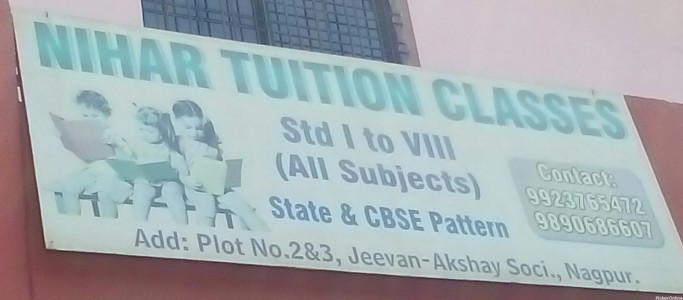 NIHAR TUITION CLASSES
Std I to VIII
(All Subjects)
State & CBSE Pattern
Contact:
9923765472
9890686607
Add: Plot No.2&3, Jeevan-Akshay Soci., Nagpur.